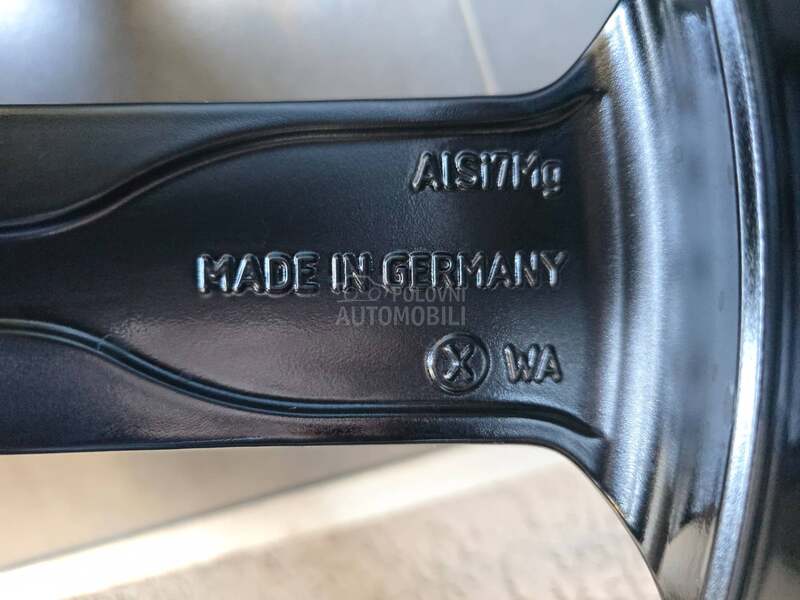 AlSi7Mg
MADE IN GERMANY
POLOVNI
AUTOMOBILI
X WA